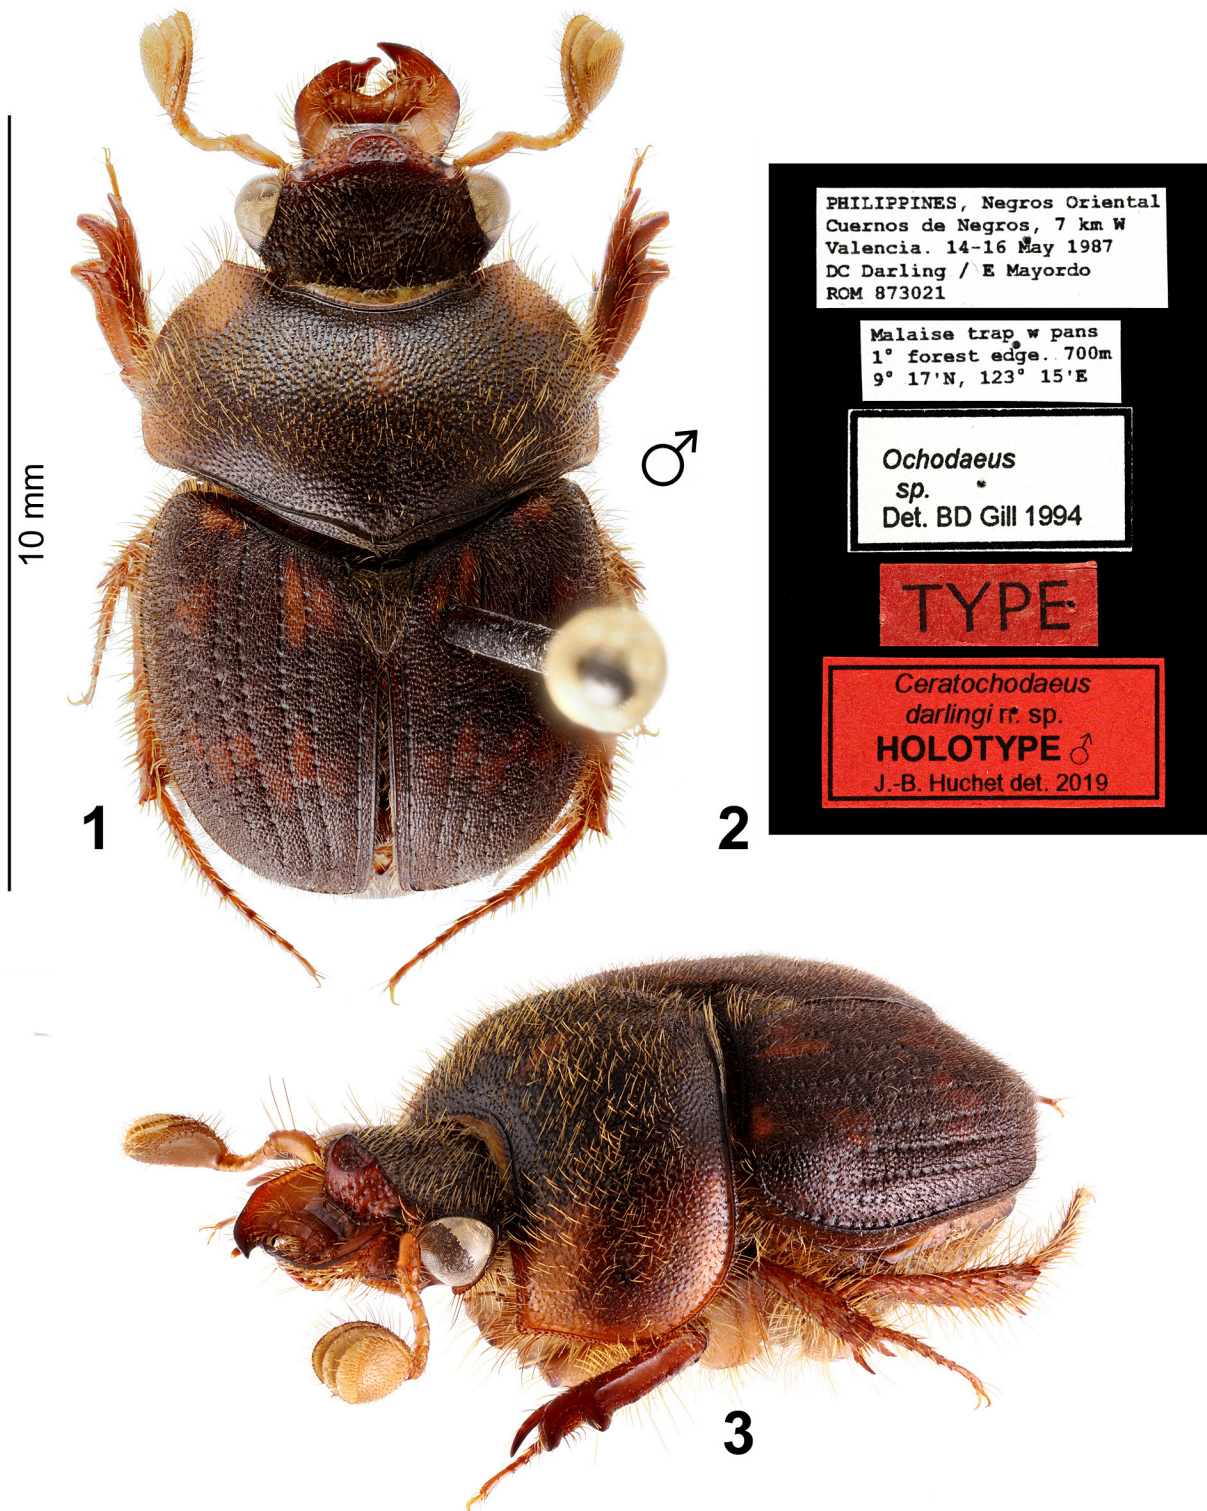 10 mm
♂
1
2
PHILIPPINES, Negros Oriental
Cuernos de Negros, 7 km W
Valencia. 14-16 May 1987
DC Darling / E Mayordo
ROM 873021
Malaise trap w pans
1° forest edge. 700m
9° 17'N, 123° 15'E
Ochodaeus
sp.
Det. BD Gill 1994
TYPE
Ceratochodaeus
darlingi n. sp.
HOLOTYPE ♂
J.-B. Huchet det. 2019
3